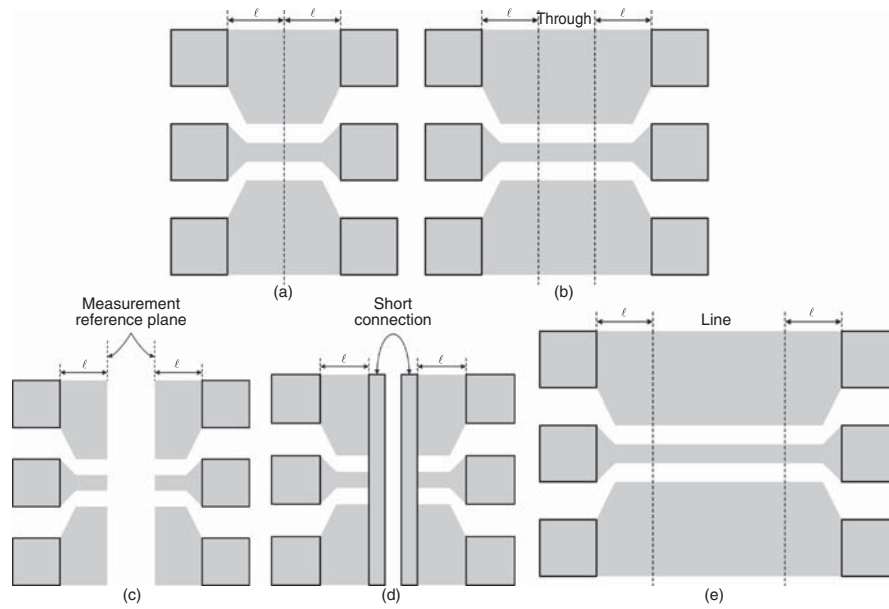 ℓ ℓ
ℓ Through ℓ
(a)
(b)
Measurement
reference plane
ℓ ℓ
(c)
Short
connection
ℓ ℓ
(d)
ℓ Line ℓ
(e)